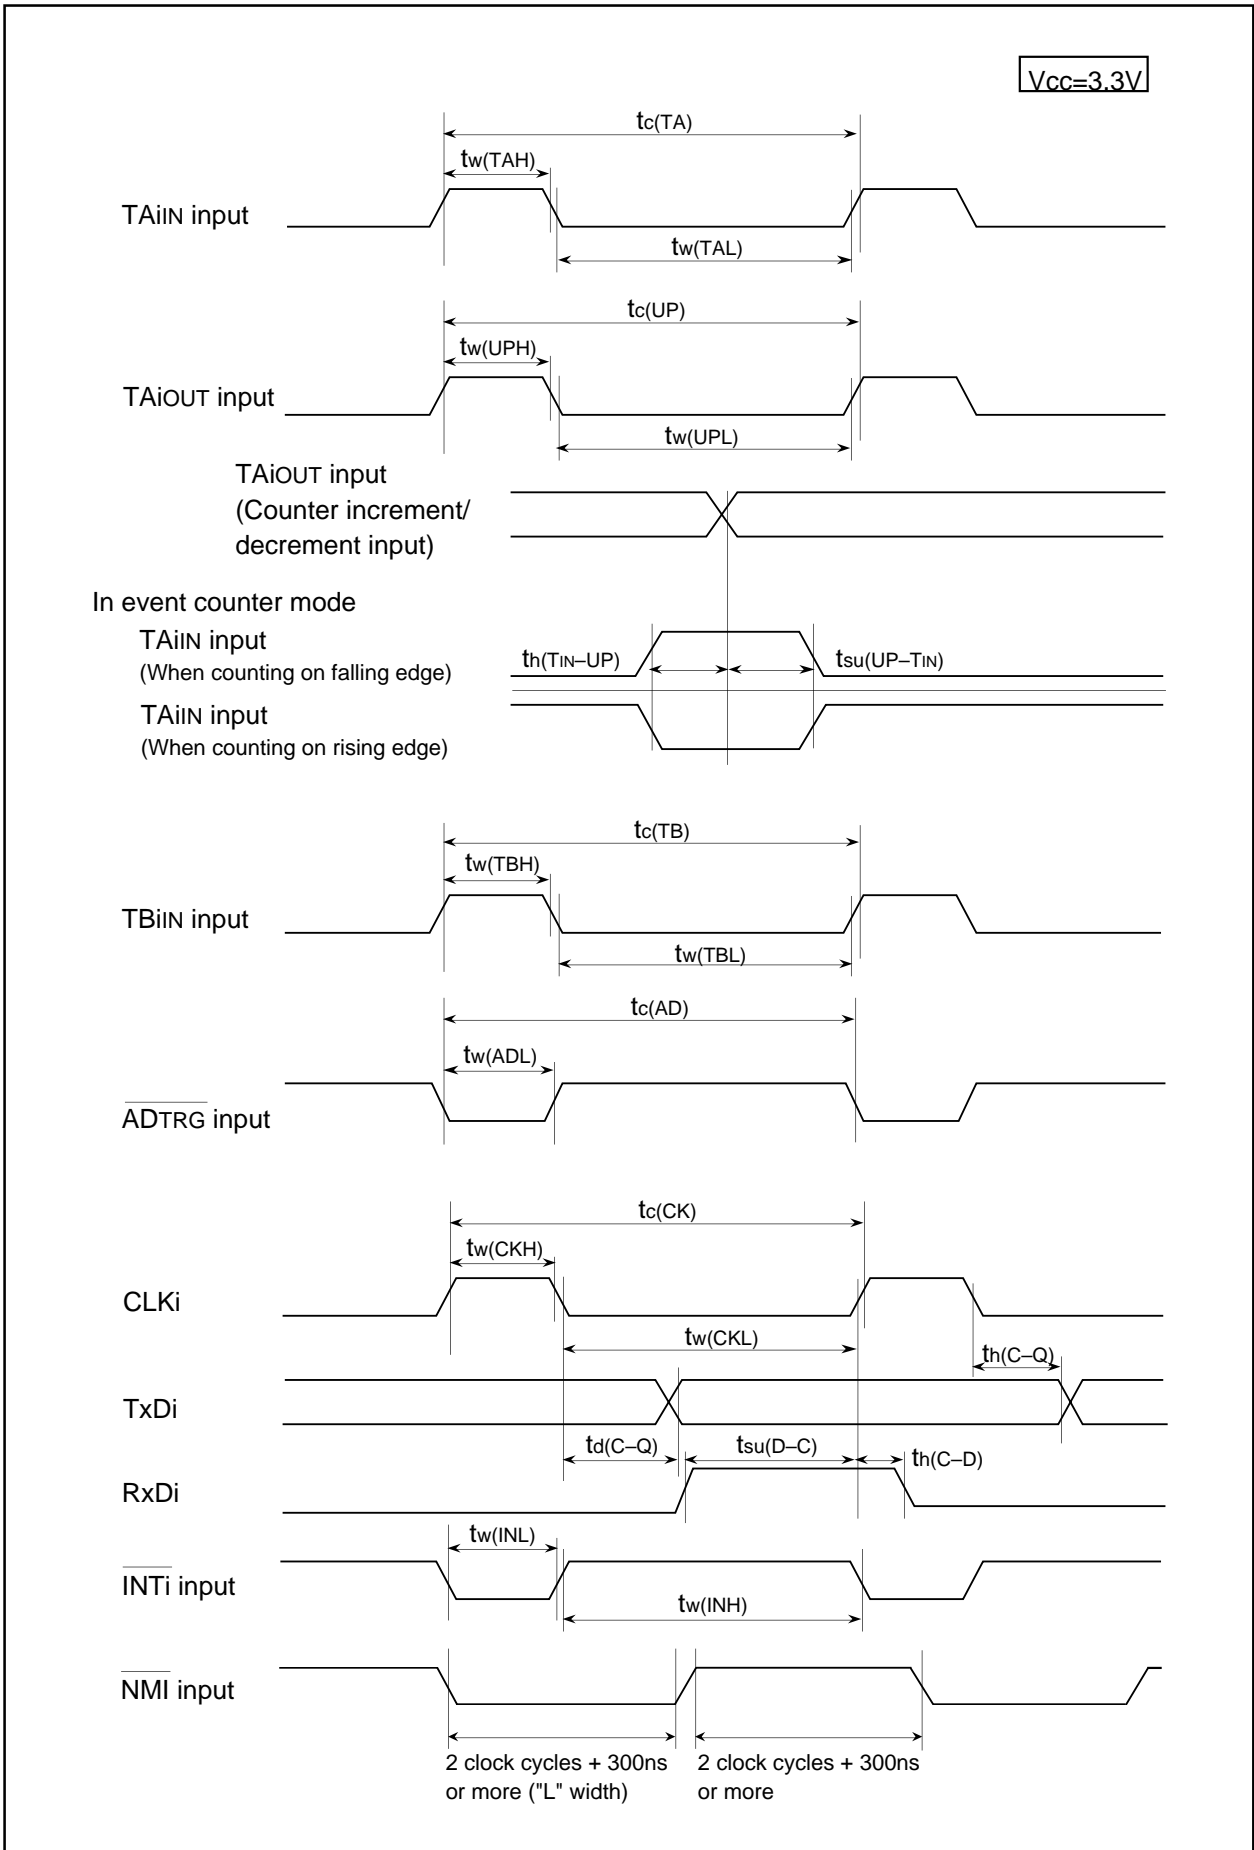 Vcc=3.3V
tc(TA)
tw(TAH)
TAiIN input
tw(TAL)
tc(UP)
tw(UPH)
TAiOUT input
tw(UPL)
TAiOUT input
(Counter increment/
decrement input)
In event counter mode
TAiIN input
(When counting on falling edge)
th(TIN–UP)
tsu(UP–TIN)
TAiIN input
(When counting on rising edge)
tc(TB)
tw(TBH)
TBiIN input
tw(TBL)
tc(AD)
tw(ADL)
ADTRG input
tc(CK)
tw(CKH)
CLKi
tw(CKL)
th(C–Q)
TxDi
td(C–Q)
tsu(D–C)
th(C–D)
RxDi
tw(INL)
INTi input
tw(INH)
NMI input
2 clock cycles + 300ns
or more ("L" width)
2 clock cycles + 300ns
or more